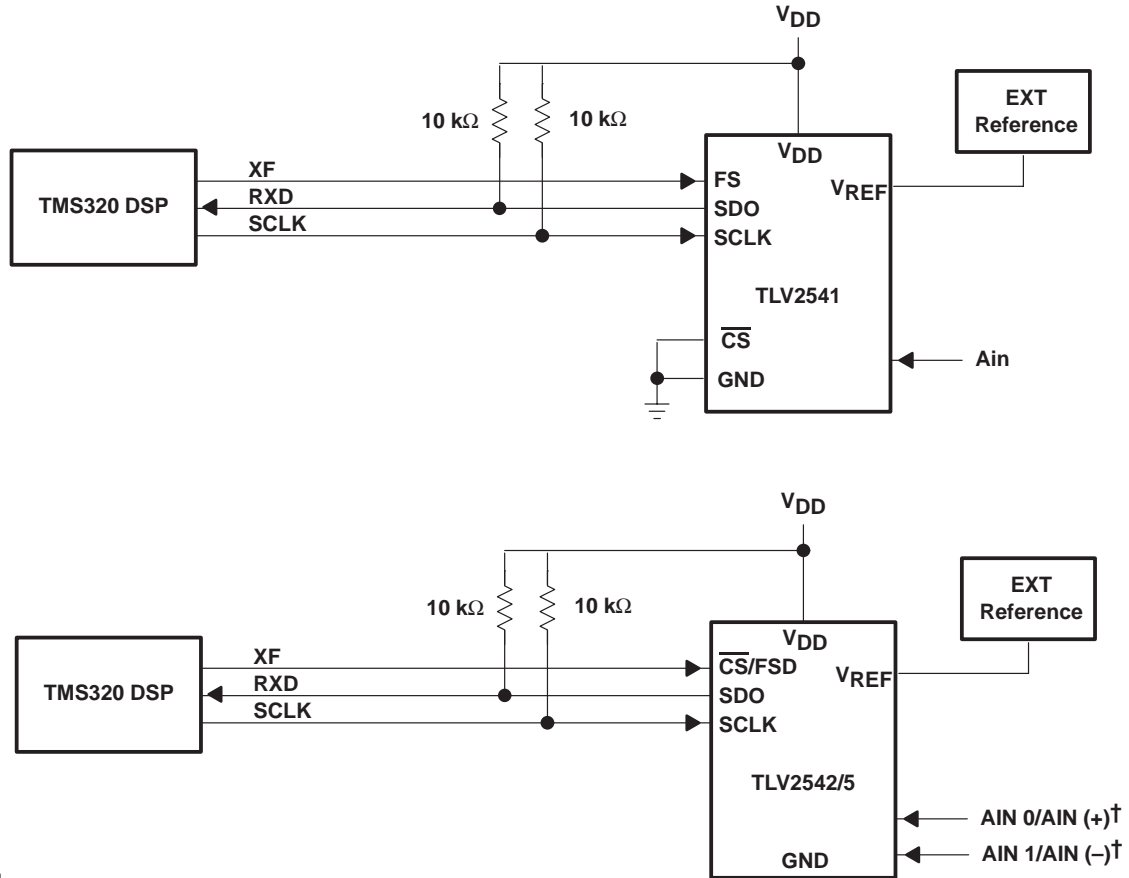 VDD
10 kΩ
10 kΩ
EXT
Reference
VDD
VREF
TMS320 DSP
XF
RXD
SCLK
FS
SDO
SCLK
TLV2541
CS
GND
Ain
VDD
10 kΩ
10 kΩ
EXT
Reference
VDD
VREF
TMS320 DSP
XF
RXD
SCLK
CS/FSD
SDO
SCLK
TLV2542/5
AIN 0/AIN (+)†
AIN 1/AIN (–)†
GND